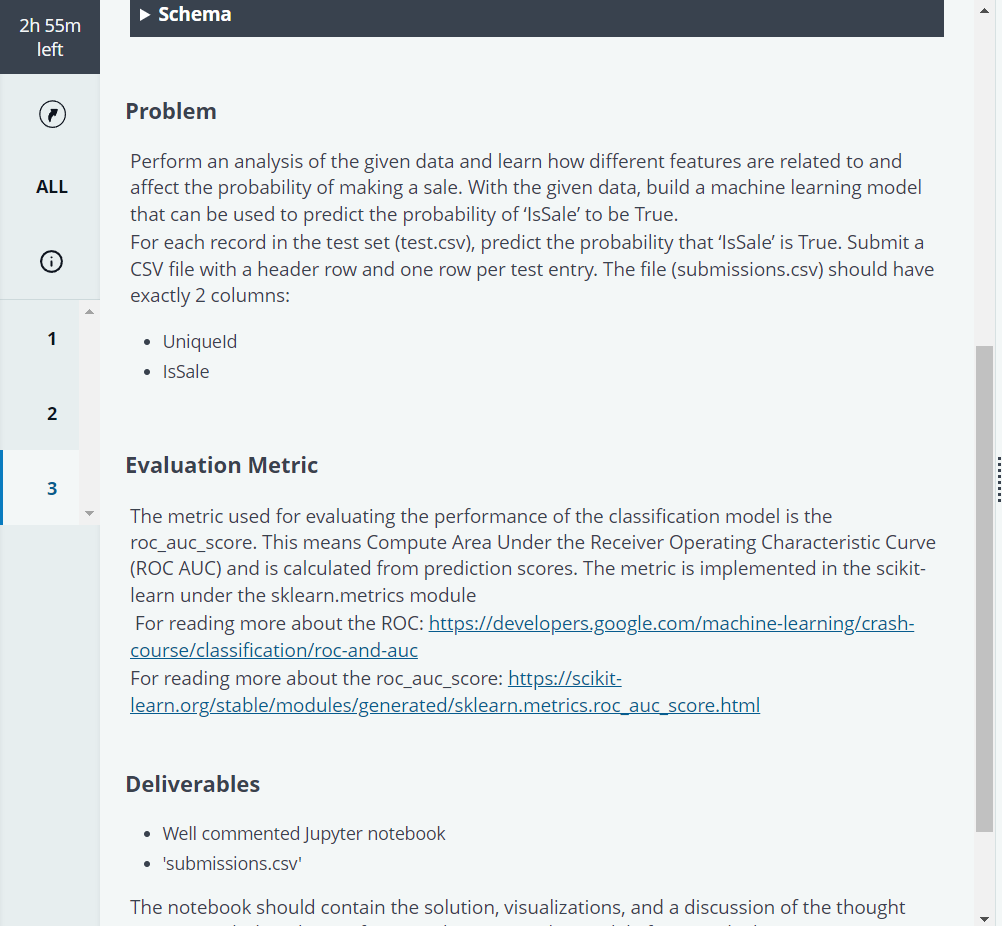 2h 55m
left
ALL
1
2
3
▶ Schema
Problem
Perform an analysis of the given data and learn how different features are related to and
affect the probability of making a sale. With the given data, build a machine learning model
that can be used to predict the probability of ‘IsSale’ to be True.
For each record in the test set (test.csv), predict the probability that ‘IsSale’ is True. Submit a
CSV file with a header row and one row per test entry. The file (submissions.csv) should have
exactly 2 columns:
• UniqueId
• IsSale
Evaluation Metric
The metric used for evaluating the performance of the classification model is the
roc_auc_score. This means Compute Area Under the Receiver Operating Characteristic Curve
(ROC AUC) and is calculated from prediction scores. The metric is implemented in the scikit-
learn under the sklearn.metrics module
For reading more about the ROC: https://developers.google.com/machine-learning/crash-
course/classification/roc-and-auc
For reading more about the roc_auc_score: https://scikit-
learn.org/stable/modules/generated/sklearn.metrics.roc_auc_score.html
Deliverables
• Well commented Jupyter notebook
• 'submissions.csv'
The notebook should contain the solution, visualizations, and a discussion of the thought